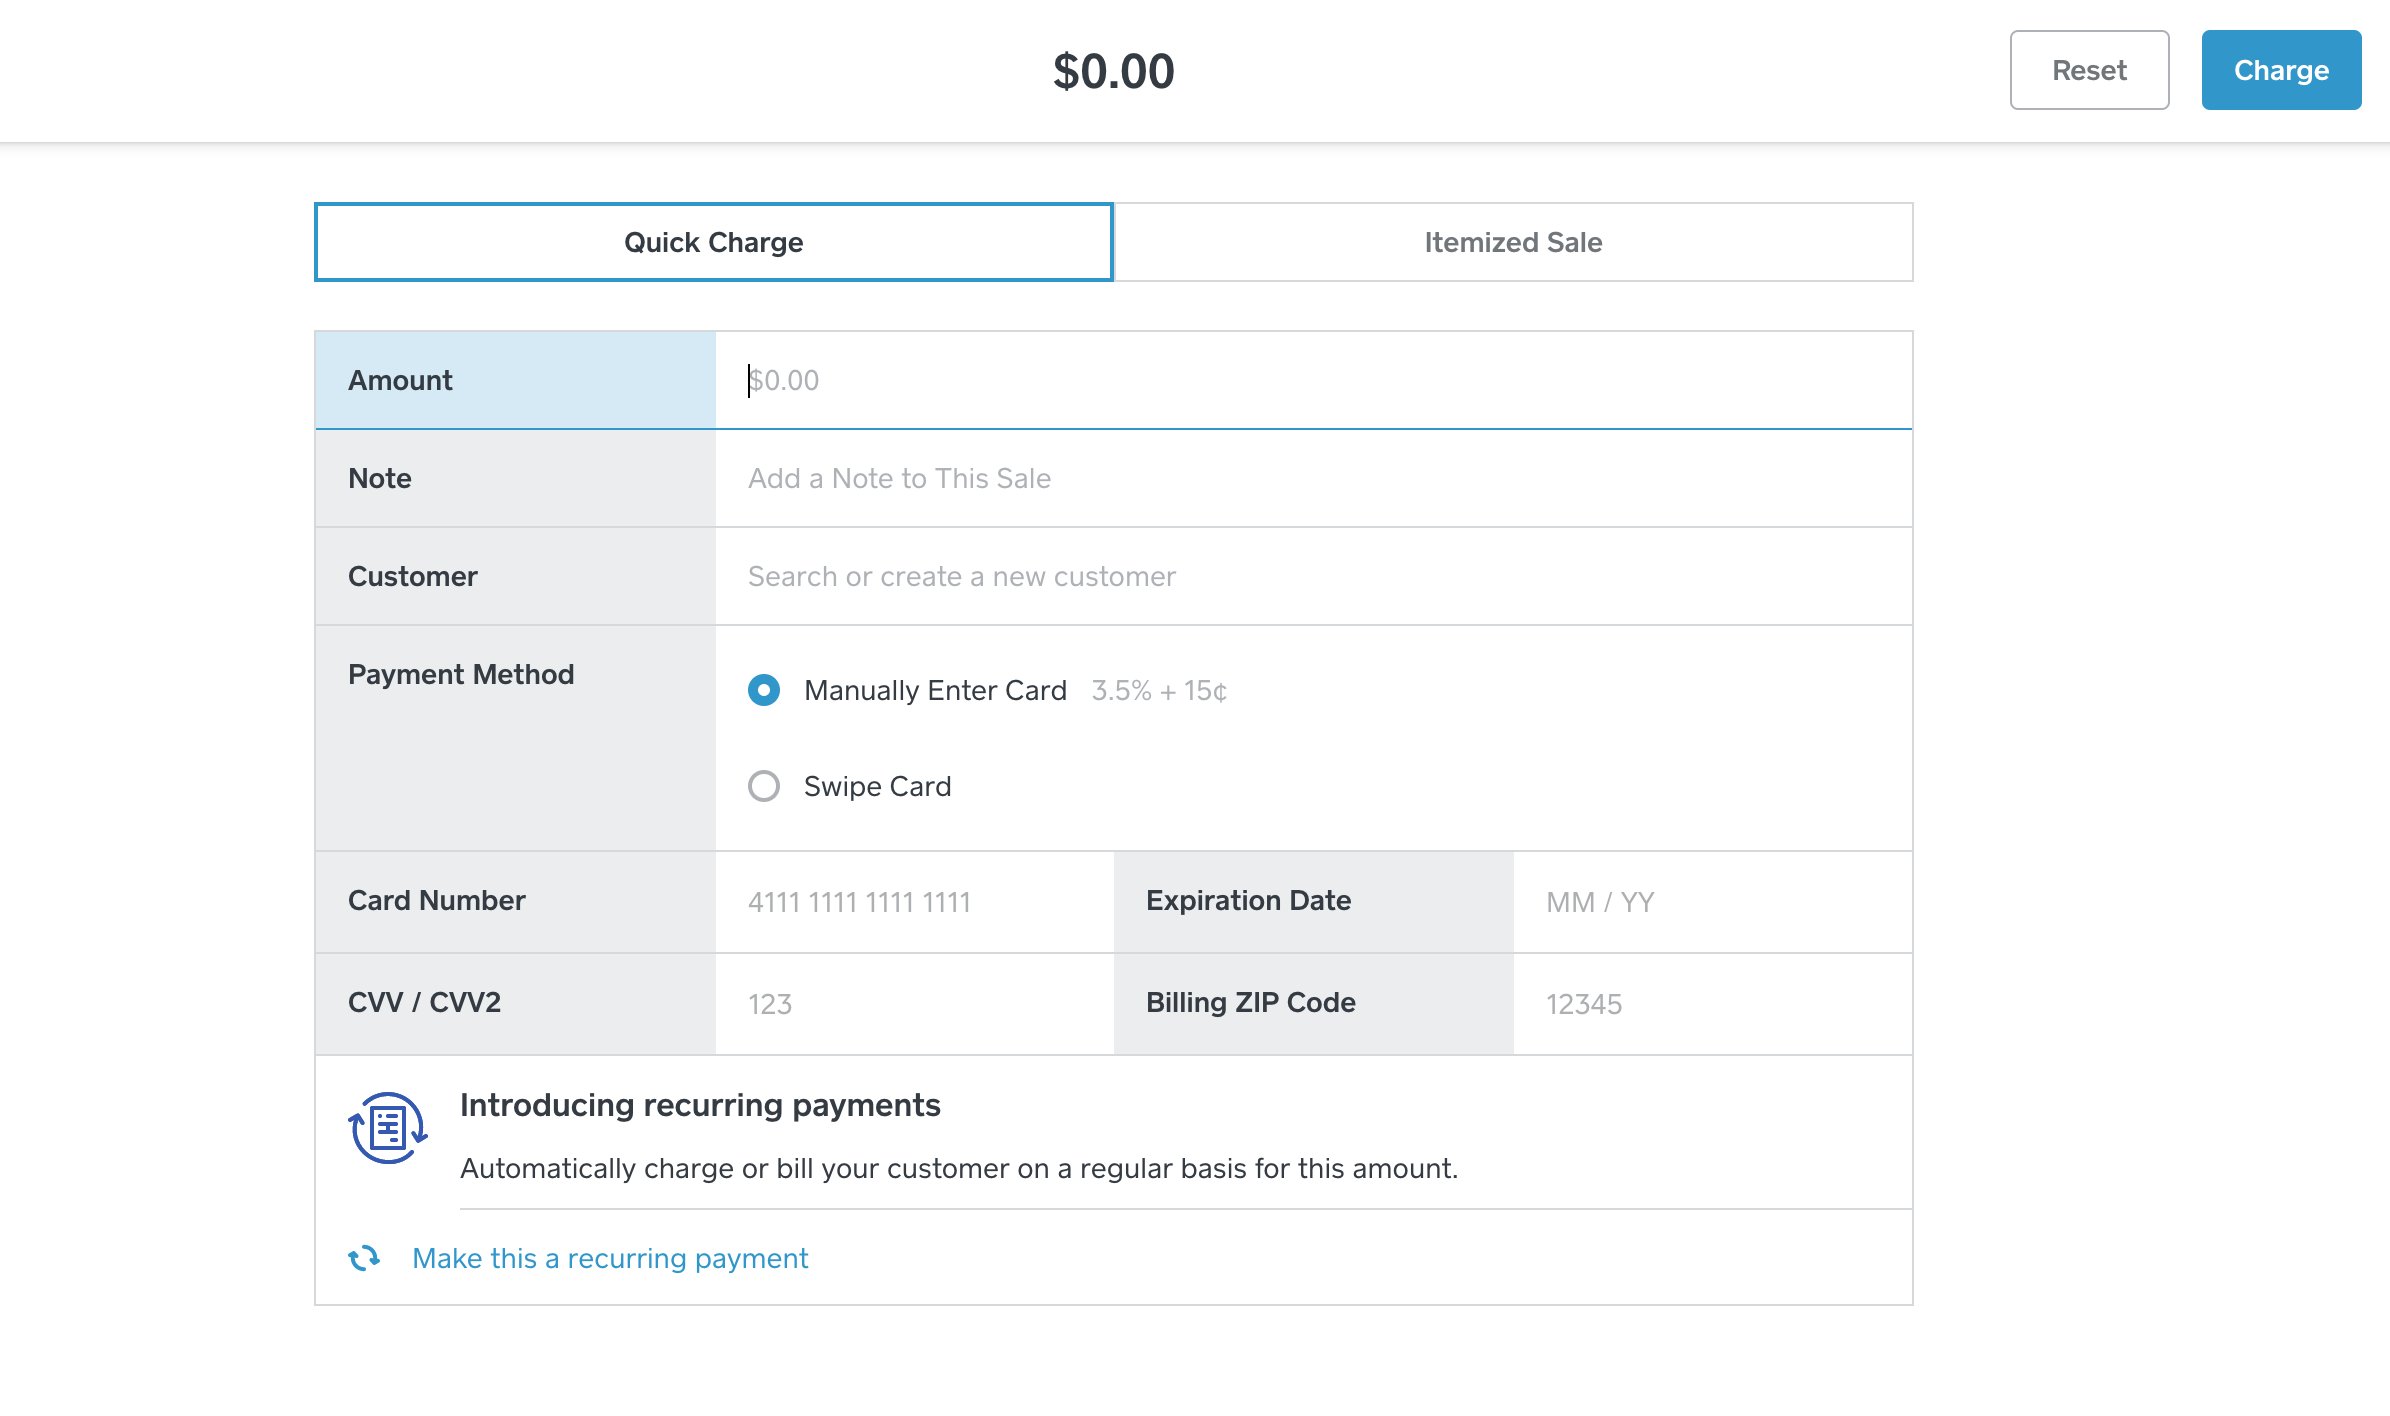 $0.00
Reset
Charge
Quick Charge
Itemized Sale
Amount
$0.00
Note
Add a Note to This Sale
Customer
Search or create a new customer
Payment Method
Manually Enter Card 3.5% + 15¢
Swipe Card
Card Number
4111 1111 1111 1111
Expiration Date
MM / YY
CVV / CVV2
123
Billing ZIP Code
12345
Introducing recurring payments
Automatically charge or bill your customer on a regular basis for this amount.
Make this a recurring payment